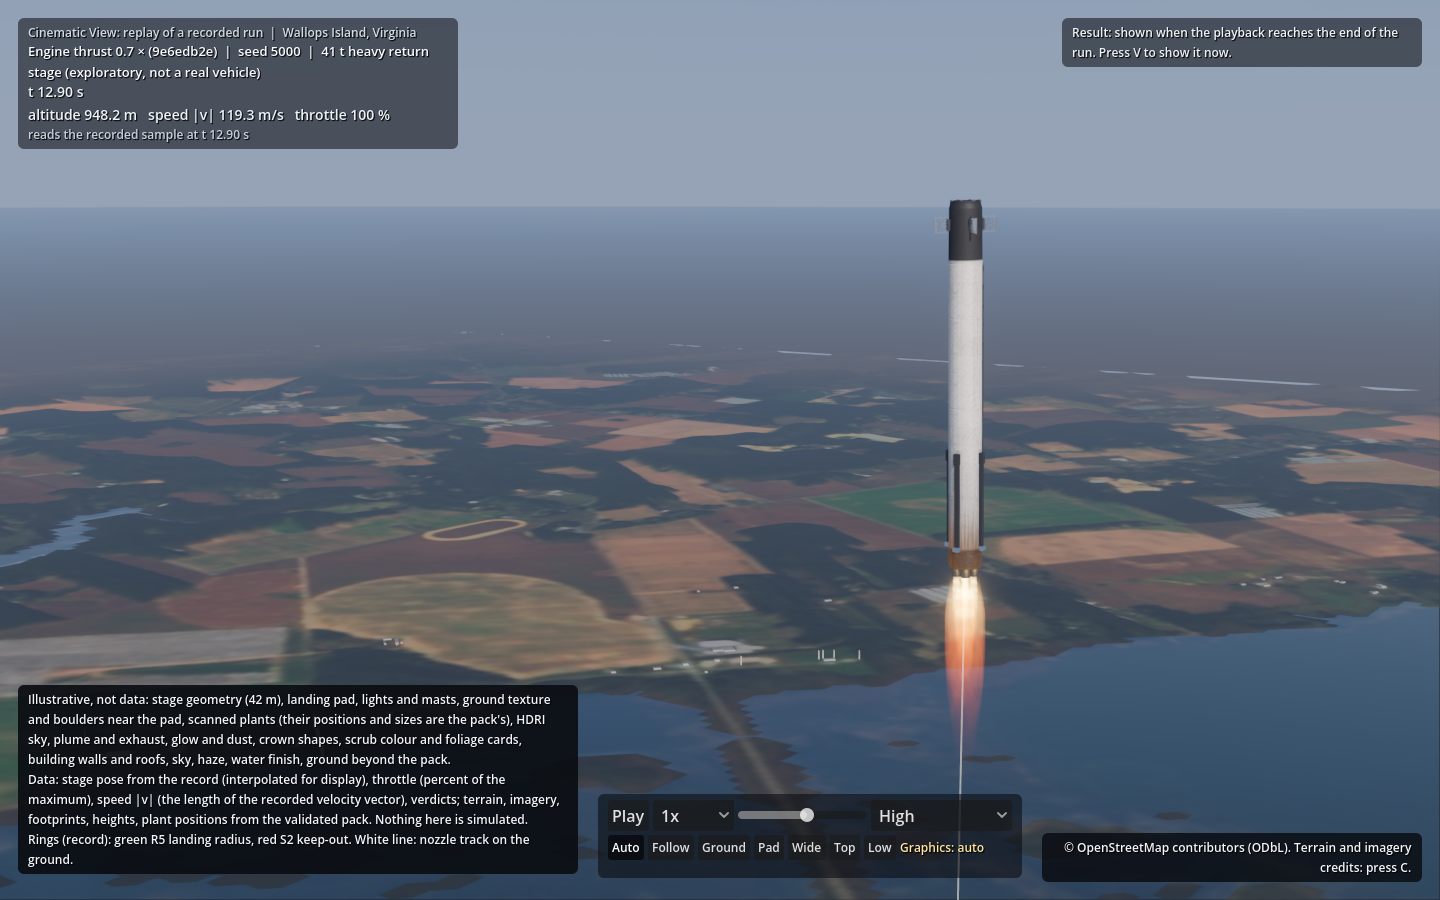 Cinematic View: replay of a recorded run | Wallops Island, Virginia
Engine thrust 0.7 × (9e6edb2e) | seed 5000 | 41 t heavy return
stage (exploratory, not a real vehicle)
t 12.90 s
altitude 948.2 m speed |v| 119.3 m/s throttle 100 %
reads the recorded sample at t 12.90 s
Result: shown when the playback reaches the end of the
run. Press V to show it now.
Illustrative, not data: stage geometry (42 m), landing pad, lights and masts, ground texture
and boulders near the pad, scanned plants (their positions and sizes are the pack's), HDRI
sky, plume and exhaust, glow and dust, crown shapes, scrub colour and foliage cards,
building walls and roofs, sky, haze, water finish, ground beyond the pack.
Data: stage pose from the record (interpolated for display), throttle (percent of the
maximum), speed |v| (the length of the recorded velocity vector), verdicts; terrain, imagery,
footprints, heights, plant positions from the validated pack. Nothing here is simulated.
Rings (record): green R5 landing radius, red S2 keep-out. White line: nozzle track on the
ground.
Play 1x High
Auto Follow Ground Pad Wide Top Low Graphics: auto
© OpenStreetMap contributors (ODbL). Terrain and imagery
credits: press C.